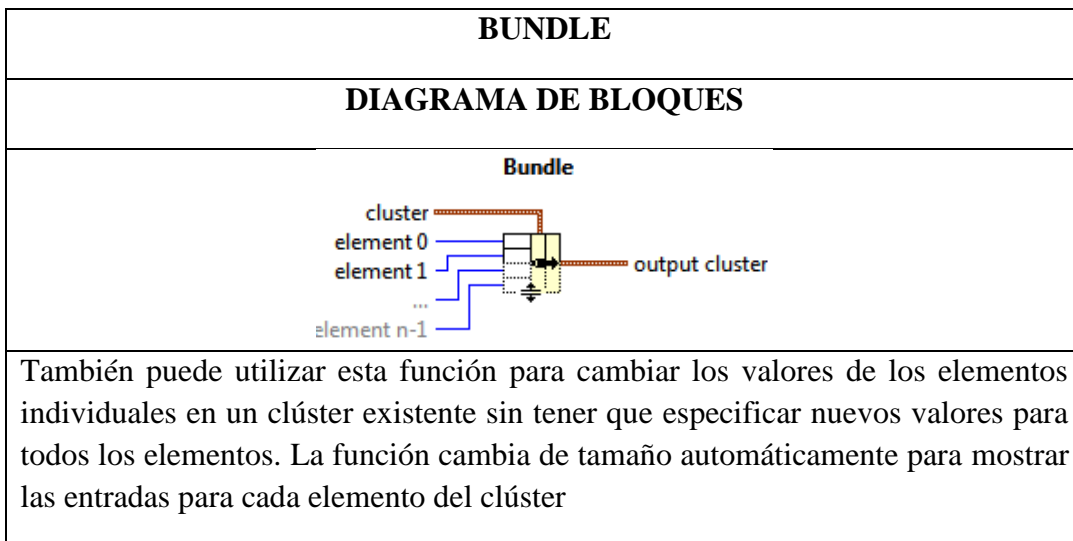 BUNDLE
DIAGRAMA DE BLOQUES
Bundle
cluster
element 0
element 1
...
element n-1
output cluster
También puede utilizar esta función para cambiar los valores de los elementos
individuales en un clúster existente sin tener que especificar nuevos valores para
todos los elementos. La función cambia de tamaño automáticamente para mostrar
las entradas para cada elemento del clúster